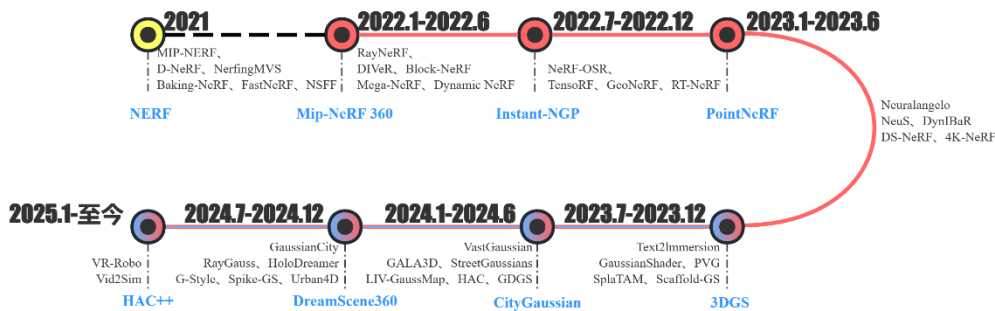 2021
2022.1-2022.6
2022.7-2022.12
2023.1-2023.6
MIP-NERF、
D-NeRF、NerfingMVS
Baking-NeRF、FastNeRF、NSFF
NERF
RayNeRF、
DIVeR、Block-NeRF
Mega-NeRF、Dynamic NeRF
Mip-NeRF 360
NeRF-OSR、
TensoRF、GeoNeRF、RT-NeRF
Instant-NGP
PointNeRF
Neuralangelo
NeuS、DynIBaR
DS-NeRF、4K-NeRF
2025.1-至今
2024.7-2024.12
2024.1-2024.6
2023.7-2023.12
VR-Robo
Vid2Sim
HAC++
GaussianCity
RayGauss、HoloDreamer
G-Style、Spike-GS、Urban4D
DreamScene360
VastGaussian
GALA3D、StreetGaussians
LIV-GaussMap、HAC、GDGS
CityGaussian
Text2Immersion
GaussianShader、PVG
SplaTAM、Scaffold-GS
3DGS